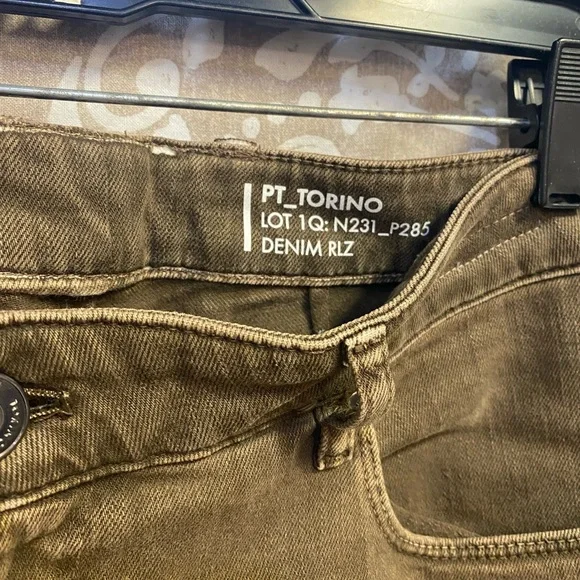 PT_TORINO
LOT 1Q: N231_P285
DENIM RLZ